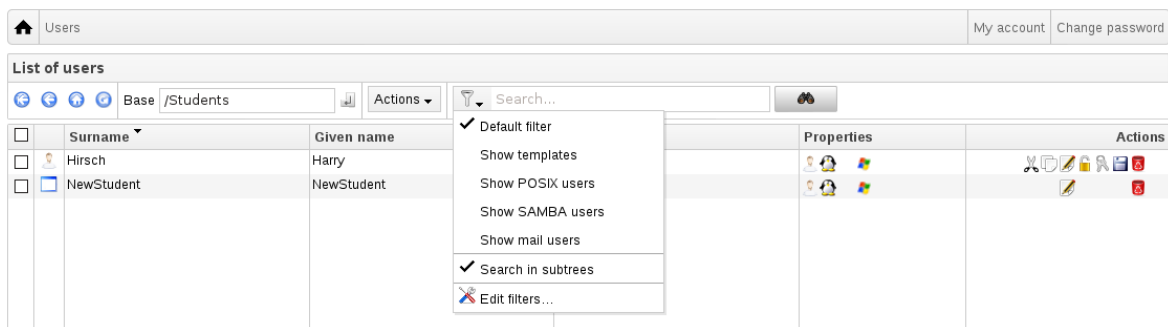 Users My account Change password
List of users
Base /Students Actions Search...
Surname Given name Properties Actions
Hirsch Harry
NewStudent NewStudent
Default filter
Show templates
Show POSIX users
Show SAMBA users
Show mail users
Search in subtrees
Edit filters...